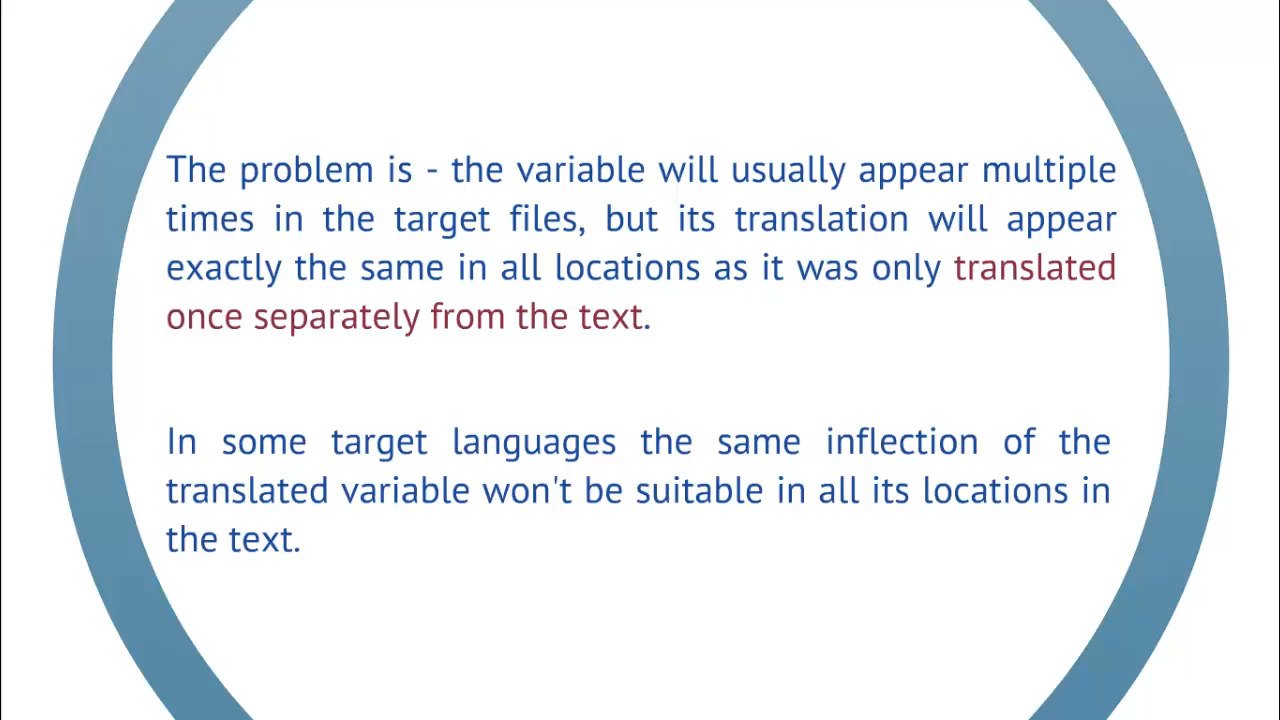 The problem is - the variable will usually appear multiple
times in the target files, but its translation will appear
exactly the same in all locations as it was only translated
once separately from the text.
In some target languages the same inflection of the
translated variable won't be suitable in all its locations in
the text.